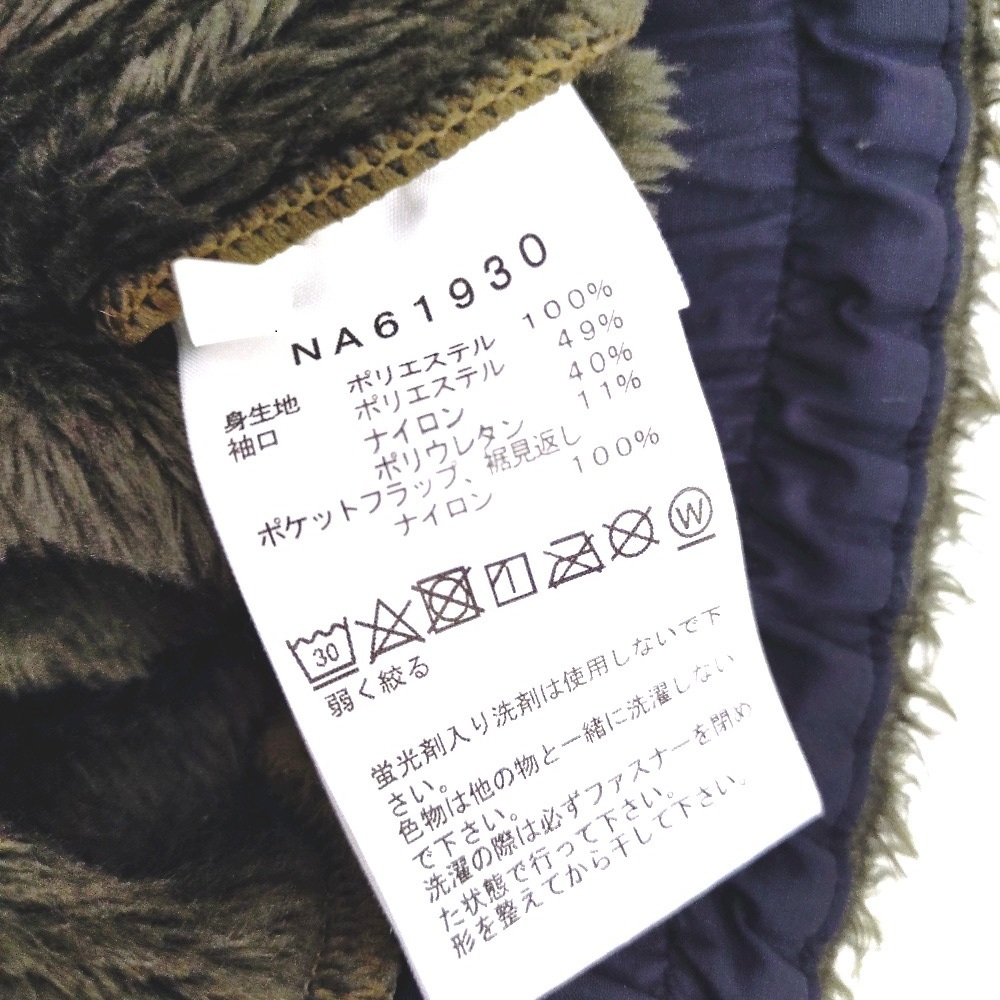 NA61930
身生地 ポリエステル 100%
袖口 ポリエステル 49%
ナイロン 40%
ポリウレタン 11%
ポケットフラップ、裾見返し
ナイロン 100%
30 W
弱く絞る
蛍光剤入り洗剤は使用しないで下
さい。
色物は他の物と一緒に洗濯しない
で下さい。
洗濯の際は必ずファスナーを閉め
た状態で行って下さい。
形を整えてから干して下さい。